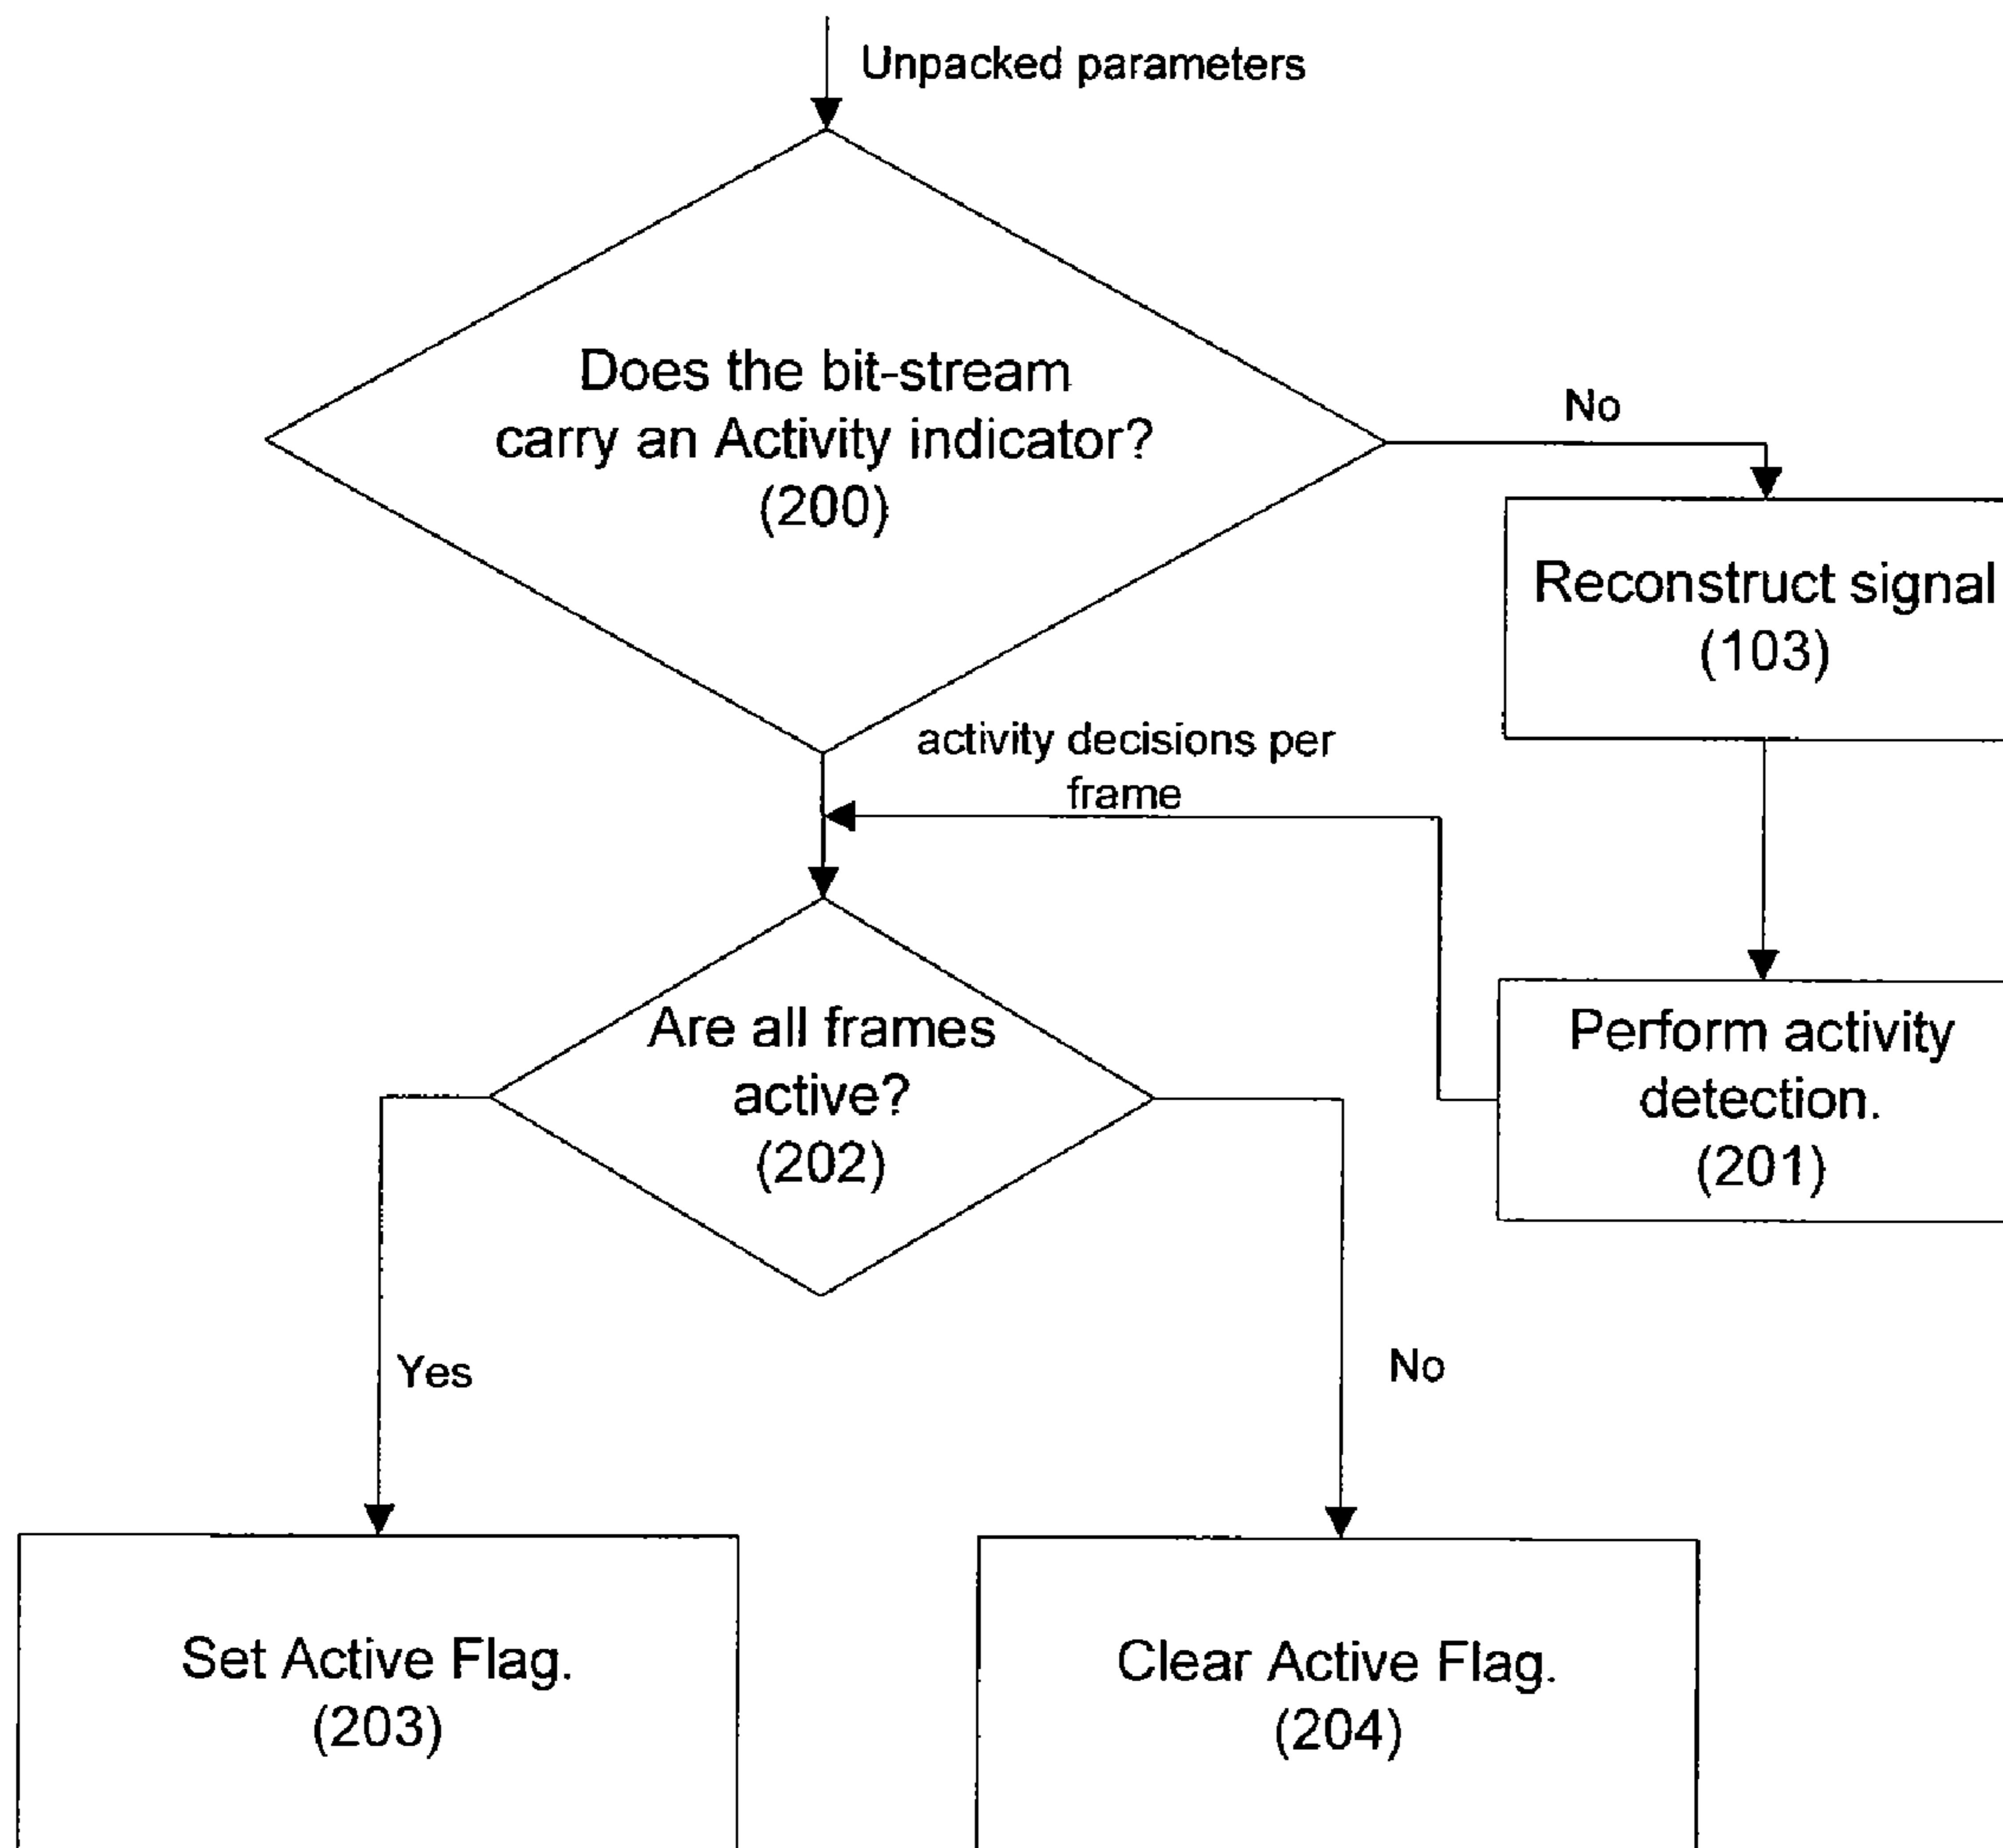 Unpacked parameters
Does the bit-stream
carry an Activity indicator?
(200)
No
Reconstruct signal
(103)
activity decisions per
frame
Are all frames
active?
(202)
Perform activity
detection.
(201)
Yes
No
Set Active Flag.
(203)
Clear Active Flag.
(204)